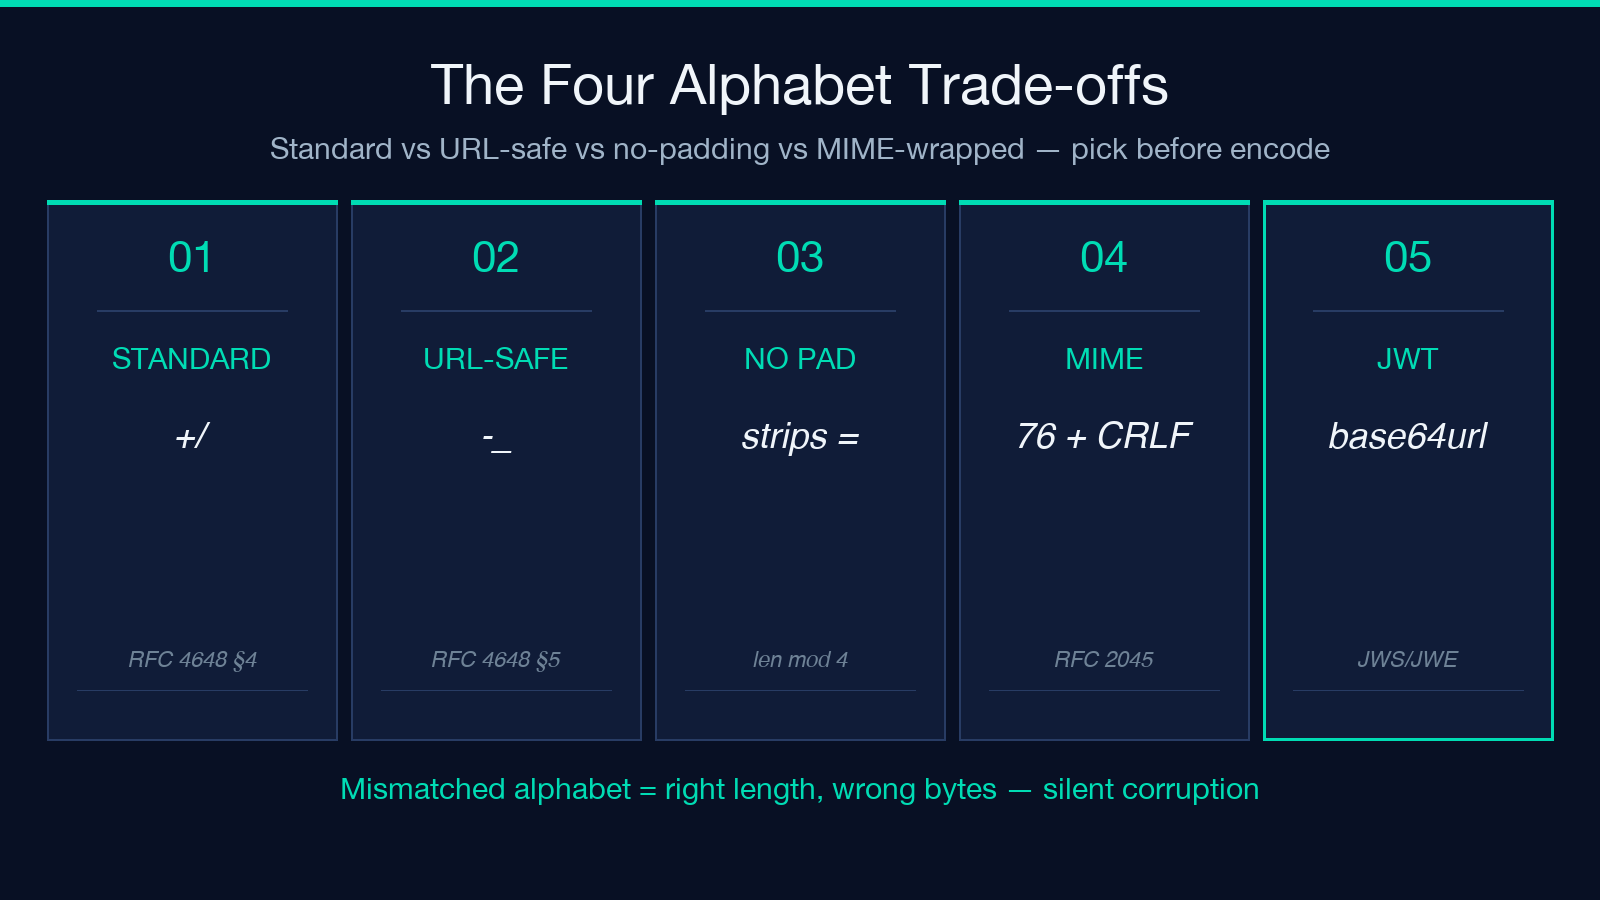 The Four Alphabet Trade-offs
Standard vs URL-safe vs no-padding vs MIME-wrapped — pick before encode
01
STANDARD
+/
RFC 4648 §4
02
URL-SAFE
-_
RFC 4648 §5
03
NO PAD
strips =
len mod 4
04
MIME
76 + CRLF
RFC 2045
05
JWT
base64url
JWS/JWE
Mismatched alphabet = right length, wrong bytes — silent corruption